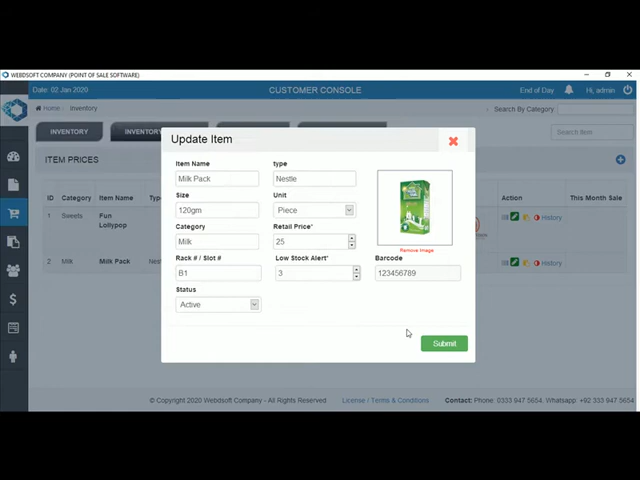 WEBDSOFT COMPANY (POINT OF SALE SOFTWARE)
Date: 02 Jan 2020
CUSTOMER CONSOLE
End of Day
Hi, admin
Home
Inventory
Search By Category
INVENTORY
INVENTORY
Search Item
Update Item
ITEM PRICES
Item Name
type
Milk Pack
Nestle
Size
Unit
120gm
Piece
Category
Retail Price*
Milk
25
Remove Image
Rack # / Slot #
Low Stock Alert*
Barcode
B1
3
123456789
Status
Active
Submit
ID
Category
Item Name
Action
This Month Sale
1
Sweets
Fun Lollypop
History
2
Milk
Milk Pack
History
© Copyright 2020 Webdsoft Company - All Rights Reserved
License / Terms & Conditions
Contact: Phone: 0333 947 5654. Whatsapp: +92 333 947 5654